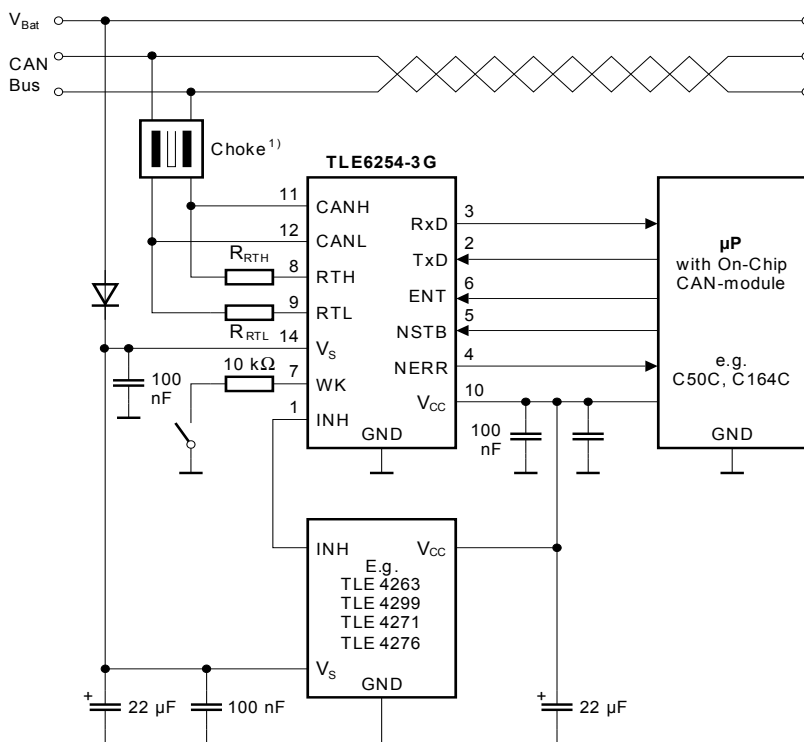 V_Bat
CAN
Bus
Choke 1)
TLE6254-3G
11
CANH
12
CANL
R_RTH
8
RTH
9
RTL
R_RTL
14
V_S
10 kΩ
7
WK
1
INH
GND
100
nF
RxD
3
TxD
2
ENT
6
NSTB
5
NERR
4
V_CC
10
100
nF
µP
with On-Chip
CAN-module
e.g.
C50C, C164C
GND
INH
V_CC
E.g.
TLE 4263
TLE 4299
TLE 4271
TLE 4276
V_S
GND
+
22 µF
100 nF
+
22 µF